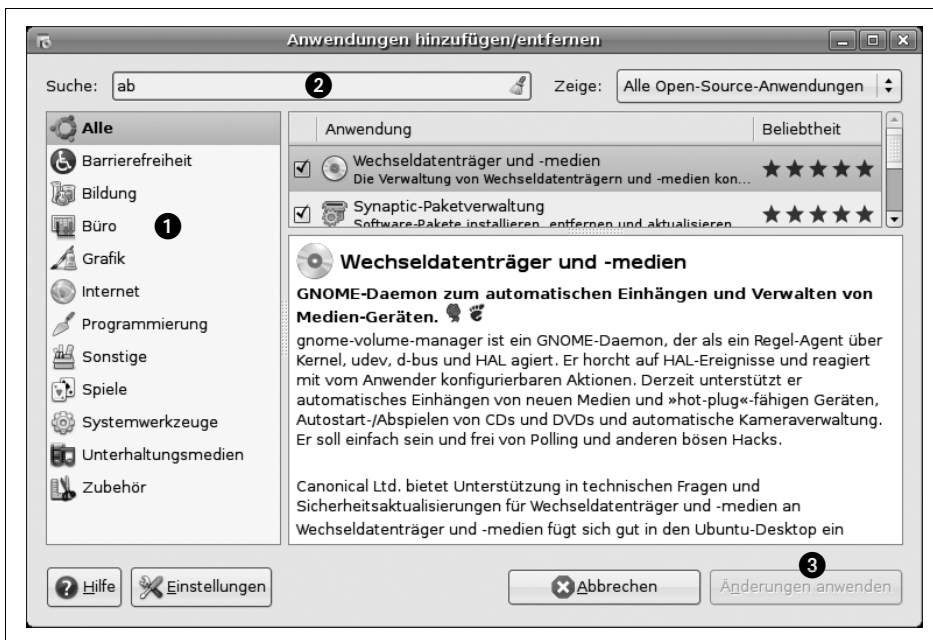 Anwendungen hinzufügen/entfernen
Suche: ab 2 Zeige: Alle Open-Source-Anwendungen
Alle
Barrierefreiheit
Bildung
Büro 1
Grafik
Internet
Programmierung
Sonstige
Spiele
Systemwerkzeuge
Unterhaltungsmedien
Zubehör
Anwendung Beliebtheit
Wechseldatenträger und -medien
Die Verwaltung von Wechseldatenträgern und -medien kon...
Synaptic-Paketverwaltung
Software-Pakete installieren, entfernen und aktualisieren
Wechseldatenträger und -medien
GNOME-Daemon zum automatischen Einhängen und Verwalten von
Medien-Geräten.
gnome-volume-manager ist ein GNOME-Daemon, der als ein Regel-Agent über
Kernel, udev, d-bus und HAL agiert. Er horcht auf HAL-Ereignisse und reagiert
mit vom Anwender konfigurierbaren Aktionen. Derzeit unterstützt er
automatisches Einhängen von neuen Medien und »hot-plug«-fähigen Geräten,
Autostart-/Abspielen von CDs und DVDs und automatische Kameraverwaltung.
Er soll einfach sein und frei von Polling und anderen bösen Hacks.
Canonical Ltd. bietet Unterstützung in technischen Fragen und
Sicherheitsaktualisierungen für Wechseldatenträger und -medien an
Wechseldatenträger und -medien fügt sich gut in den Ubuntu-Desktop ein
3
Hilfe Einstellungen Abbrechen Änderungen anwenden